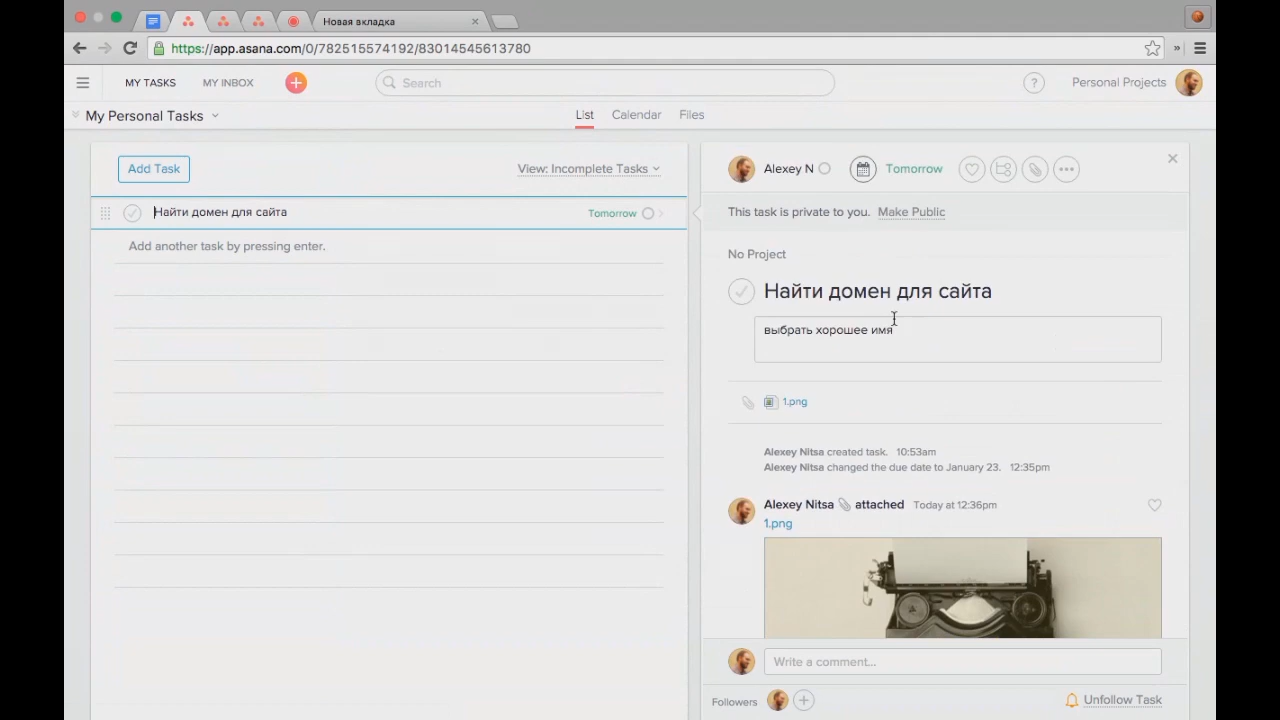 Новая вкладка
https://app.asana.com/0/782515574192/83014545613780
MY TASKS MY INBOX Search ? Personal Projects
My Personal Tasks List Calendar Files
Add Task View: Incomplete Tasks
Найти домен для сайта Tomorrow
Add another task by pressing enter.
Alexey N Tomorrow
This task is private to you. Make Public
No Project
Найти домен для сайта
выбрать хорошее имя
1.png
Alexey Nitsa created task. 10:53am
Alexey Nitsa changed the due date to January 23. 12:35pm
Alexey Nitsa attached Today at 12:36pm
1.png
Write a comment...
Followers Unfollow Task